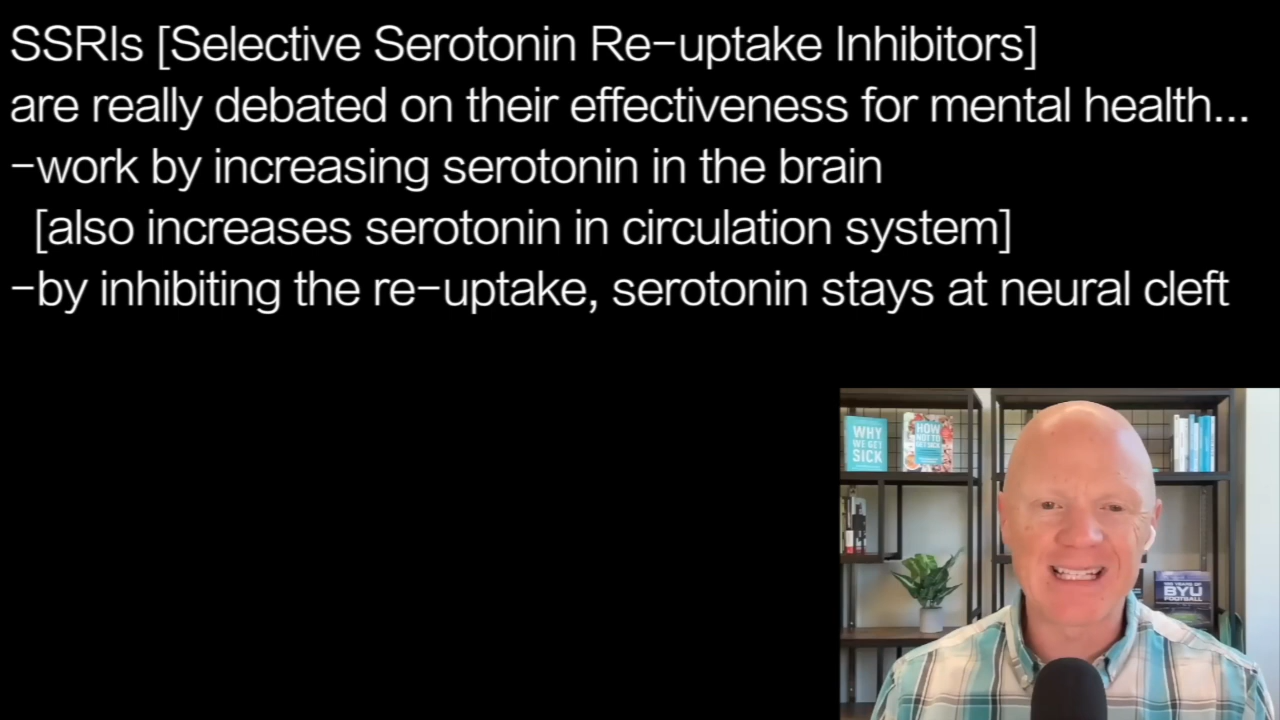 SSRIs [Selective Serotonin Re-uptake Inhibitors]
are really debated on their effectiveness for mental health...
-work by increasing serotonin in the brain
[also increases serotonin in circulation system]
-by inhibiting the re-uptake, serotonin stays at neural cleft
WHY
WE GET
SICK
HOW
NOT TO
GET SICK
YEARS OF
BYU
FOOTBALL